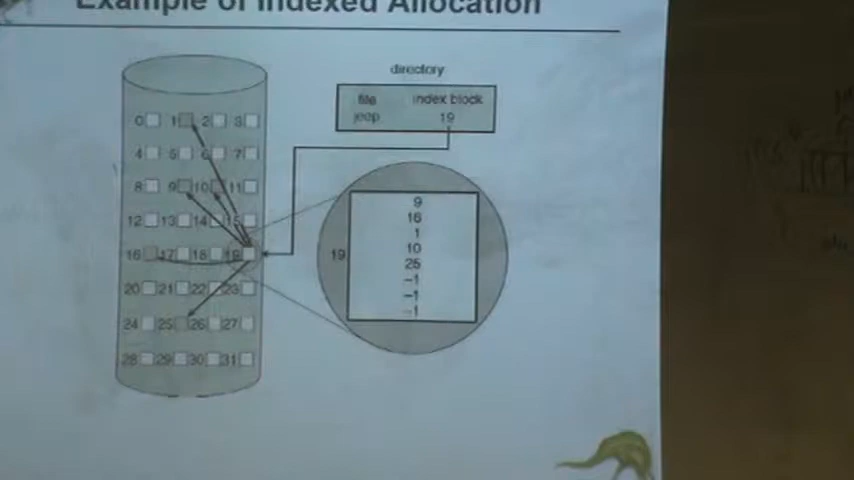 Example of Indexed Allocation
directory
file index block
jeep 19
0 1 2 3
4 5 6 7
8 9 10 11
12 13 14 15
16 17 18 19
20 21 22 23
24 25 26 27
28 29 30 31
19
9
16
1
10
25
−1
−1
−1